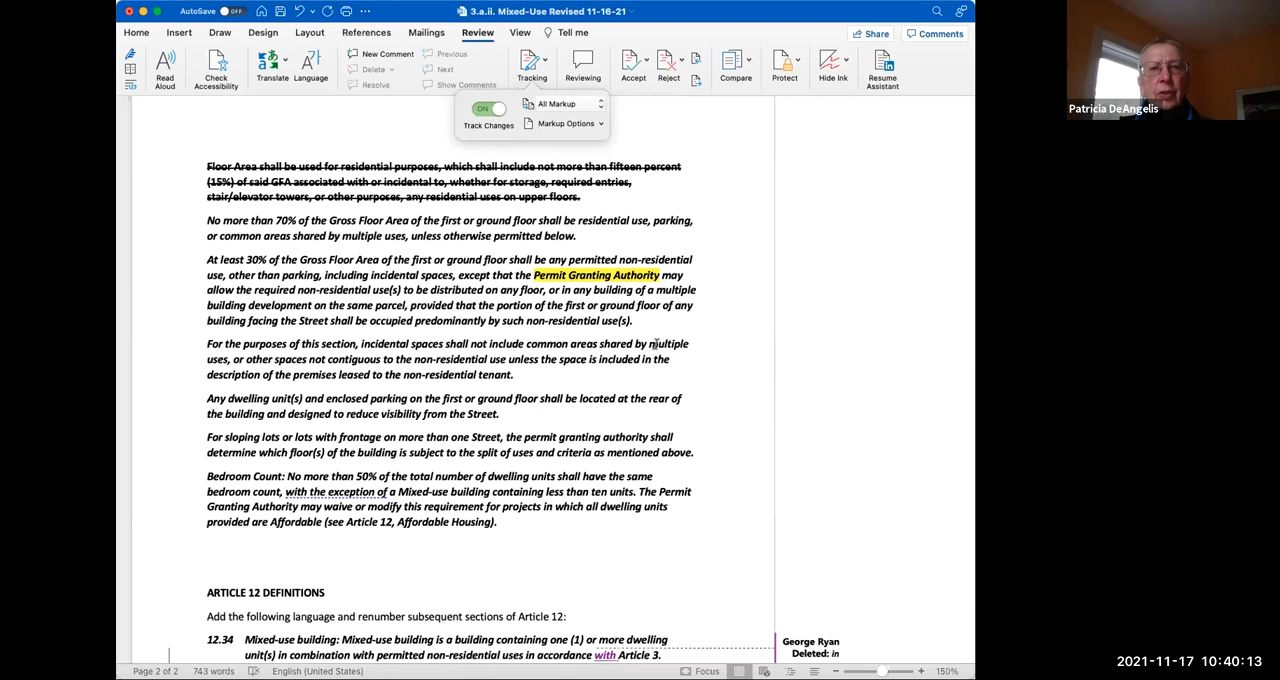 AutoSave OFF 3.a.ii. Mixed-Use Revised 11-16-21
Home Insert Draw Design Layout References Mailings Review View Tell me Share Comments
New Comment Previous
Delete Next
Resolve Show Comments
Read Aloud Check Accessibility Translate Language Tracking Reviewing Accept Reject Compare Protect Hide Ink Resume Assistant
ON All Markup
Track Changes Markup Options
Patricia DeAngelis
Floor Area shall be used for residential purposes, which shall include not more than fifteen percent
(15%) of said GFA associated with or incidental to, whether for storage, required entries,
stair/elevator towers, or other purposes, any residential uses on upper floors.
No more than 70% of the Gross Floor Area of the first or ground floor shall be residential use, parking,
or common areas shared by multiple uses, unless otherwise permitted below.
At least 30% of the Gross Floor Area of the first or ground floor shall be any permitted non-residential
use, other than parking, including incidental spaces, except that the Permit Granting Authority may
allow the required non-residential use(s) to be distributed on any floor, or in any building of a multiple
building development on the same parcel, provided that the portion of the first or ground floor of any
building facing the Street shall be occupied predominantly by such non-residential use(s).
For the purposes of this section, incidental spaces shall not include common areas shared by multiple
uses, or other spaces not contiguous to the non-residential use unless the space is included in the
description of the premises leased to the non-residential tenant.
Any dwelling unit(s) and enclosed parking on the first or ground floor shall be located at the rear of
the building and designed to reduce visibility from the Street.
For sloping lots or lots with frontage on more than one Street, the permit granting authority shall
determine which floor(s) of the building is subject to the split of uses and criteria as mentioned above.
Bedroom Count: No more than 50% of the total number of dwelling units shall have the same
bedroom count, with the exception of a Mixed-use building containing less than ten units. The Permit
Granting Authority may waive or modify this requirement for projects in which all dwelling units
provided are Affordable (see Article 12, Affordable Housing).
ARTICLE 12 DEFINITIONS
Add the following language and renumber subsequent sections of Article 12:
12.34 Mixed-use building: Mixed-use building is a building containing one (1) or more dwelling
unit(s) in combination with permitted non-residential uses in accordance with Article 3.
George Ryan
Deleted: in
Page 2 of 2 743 words English (United States) Focus 150%
2021-11-17 10:40:13